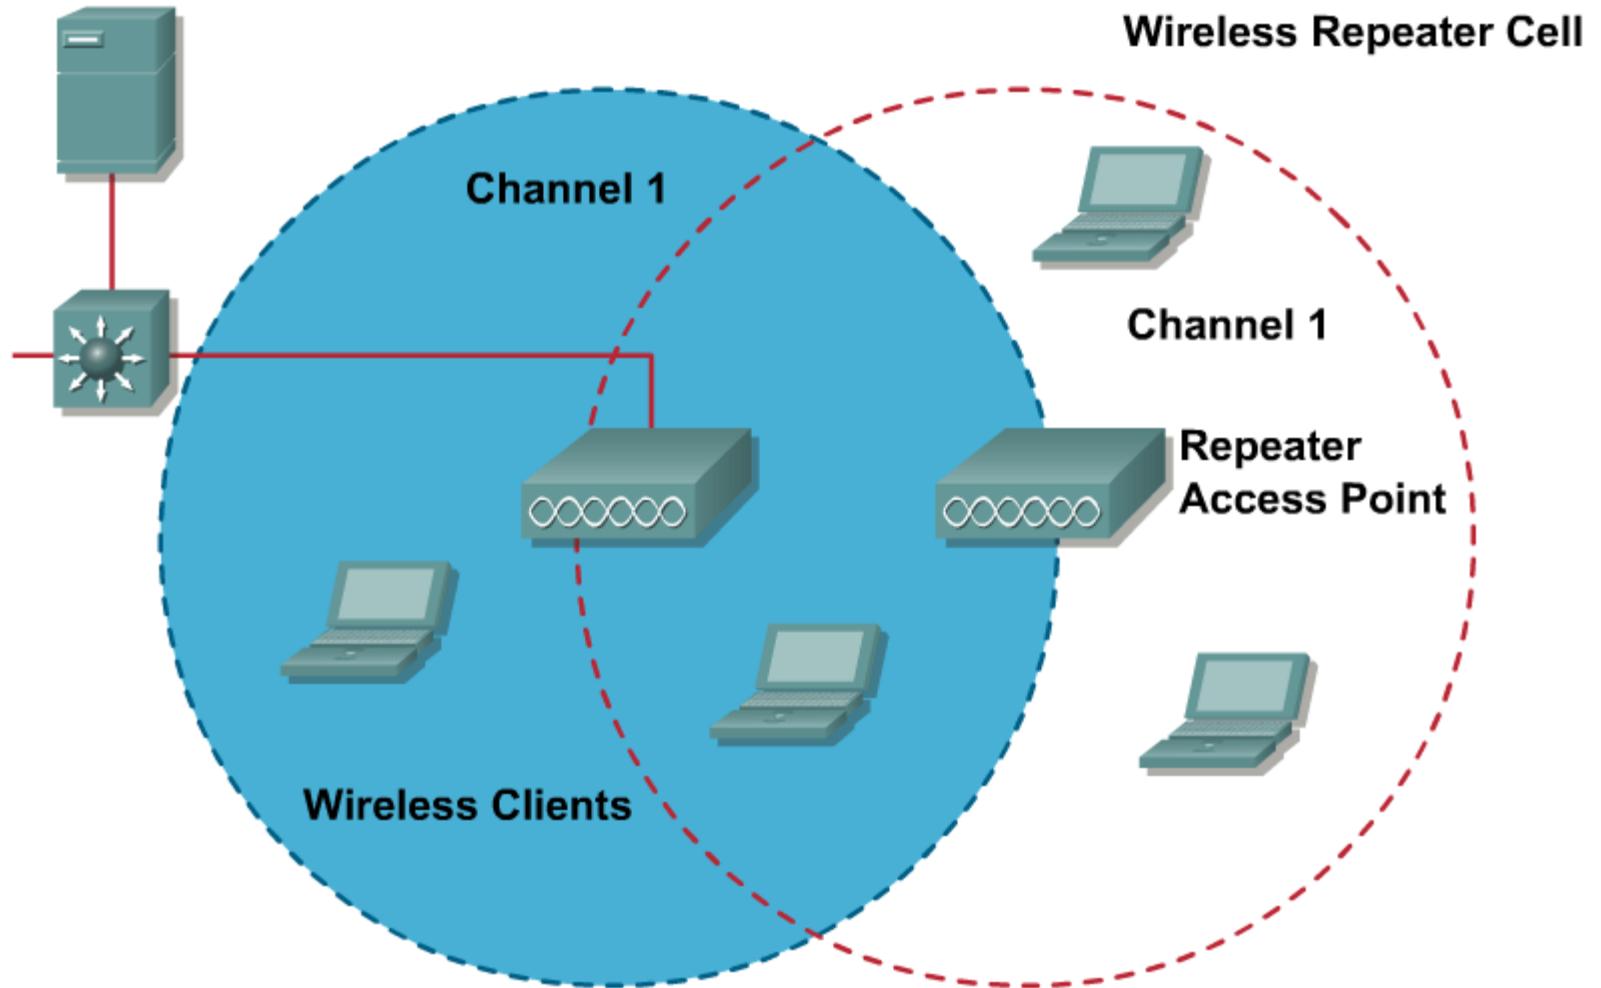 Wireless Repeater Cell
Channel 1
Channel 1
Repeater
Access Point
Wireless Clients